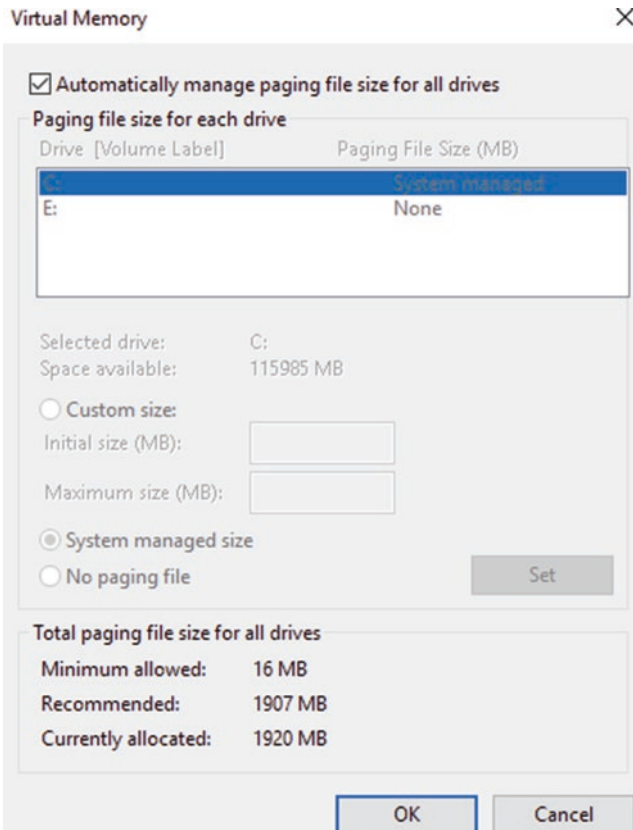 Virtual Memory
Automatically manage paging file size for all drives
Paging file size for each drive
Drive [Volume Label] Paging File Size (MB)
C: System managed
E: None
Selected drive: C:
Space available: 115985 MB
Custom size:
Initial size (MB):
Maximum size (MB):
System managed size
No paging file Set
Total paging file size for all drives
Minimum allowed: 16 MB
Recommended: 1907 MB
Currently allocated: 1920 MB
OK Cancel